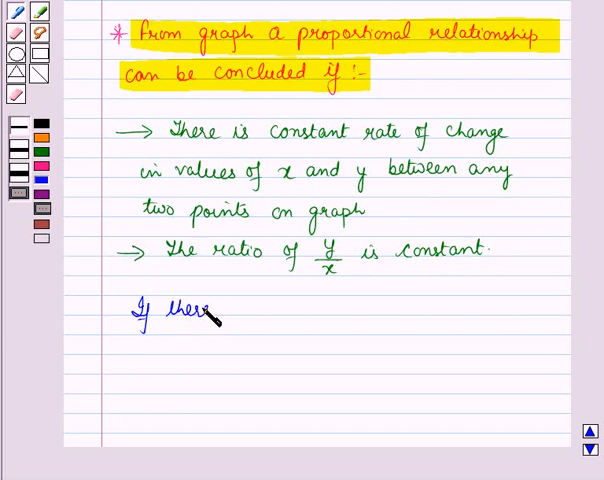 * From graph a proportional relationship
can be concluded if :-
→ There is constant rate of change
in values of x and y between any
two points on graph
→ The ratio of y/x is constant.
If ther